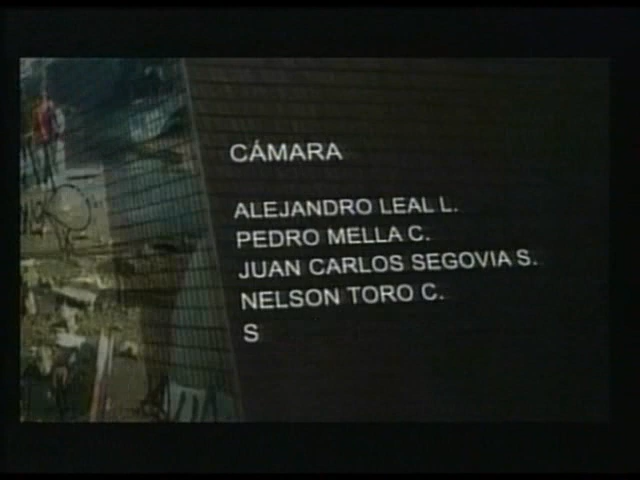 CÁMARA
ALEJANDRO LEAL L.
PEDRO MELLA C.
JUAN CARLOS SEGOVIA S.
NELSON TORO C.
S